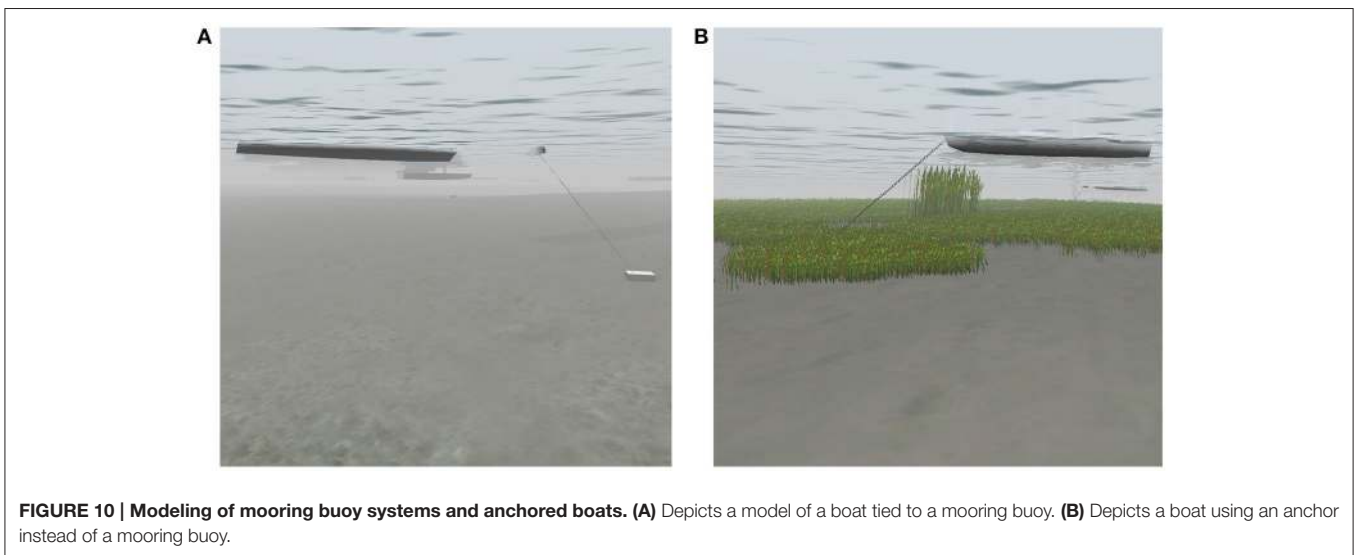 A
B
FIGURE 10 | Modeling of mooring buoy systems and anchored boats. (A) Depicts a model of a boat tied to a mooring buoy. (B) Depicts a boat using an anchor
instead of a mooring buoy.